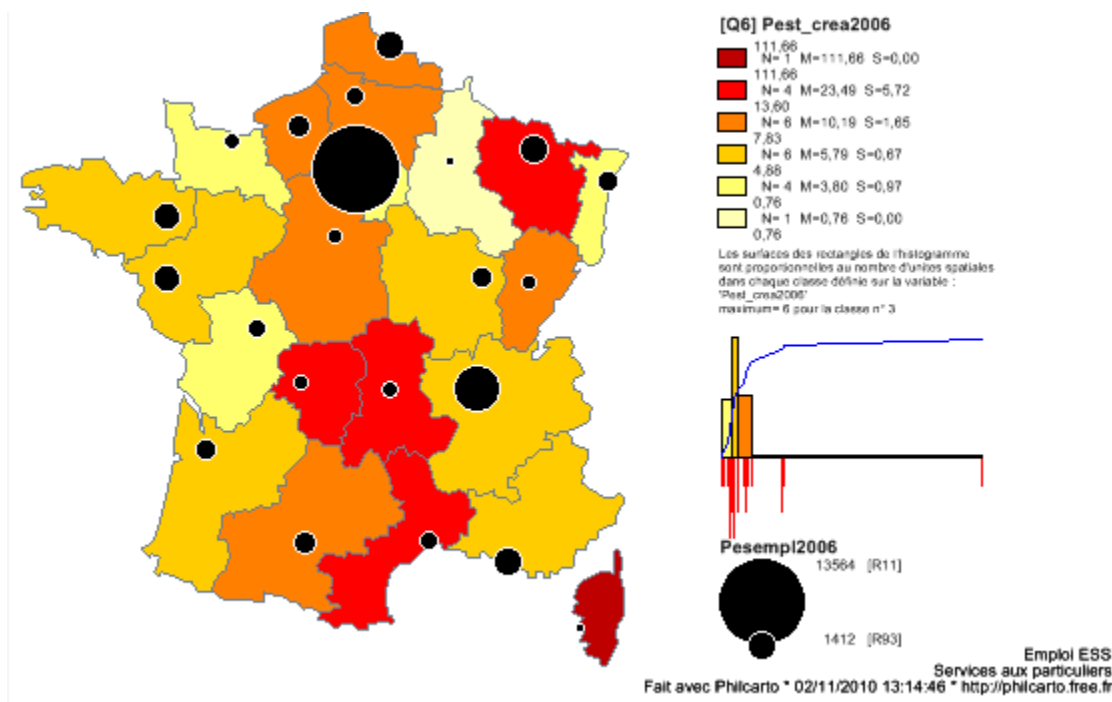 [Q6] Pest_crea2006
111,66
N= 1 M=111,66 S=0,00
111,66
N= 4 M=23,49 S=5,72
13,60
N= 6 M=10,19 S=1,65
7,83
N= 6 M=5,79 S=0,67
4,88
N= 4 M=3,80 S=0,97
0,76
N= 1 M=0,76 S=0,00
0,76
Les surfaces des rectangles de l'histogramme
sont proportionnelles au nombre d'unites spatiales
dans chaque classe définie sur la variable :
'Pest_crea2006'
maximum= 6 pour la classe n° 3
Pesempl2006
13564 [R11]
1412 [R93]
Emploi ESS
Services aux particuliers
Fait avec Philcarto * 02/11/2010 13:14:46 * http://philcarto.free.fr